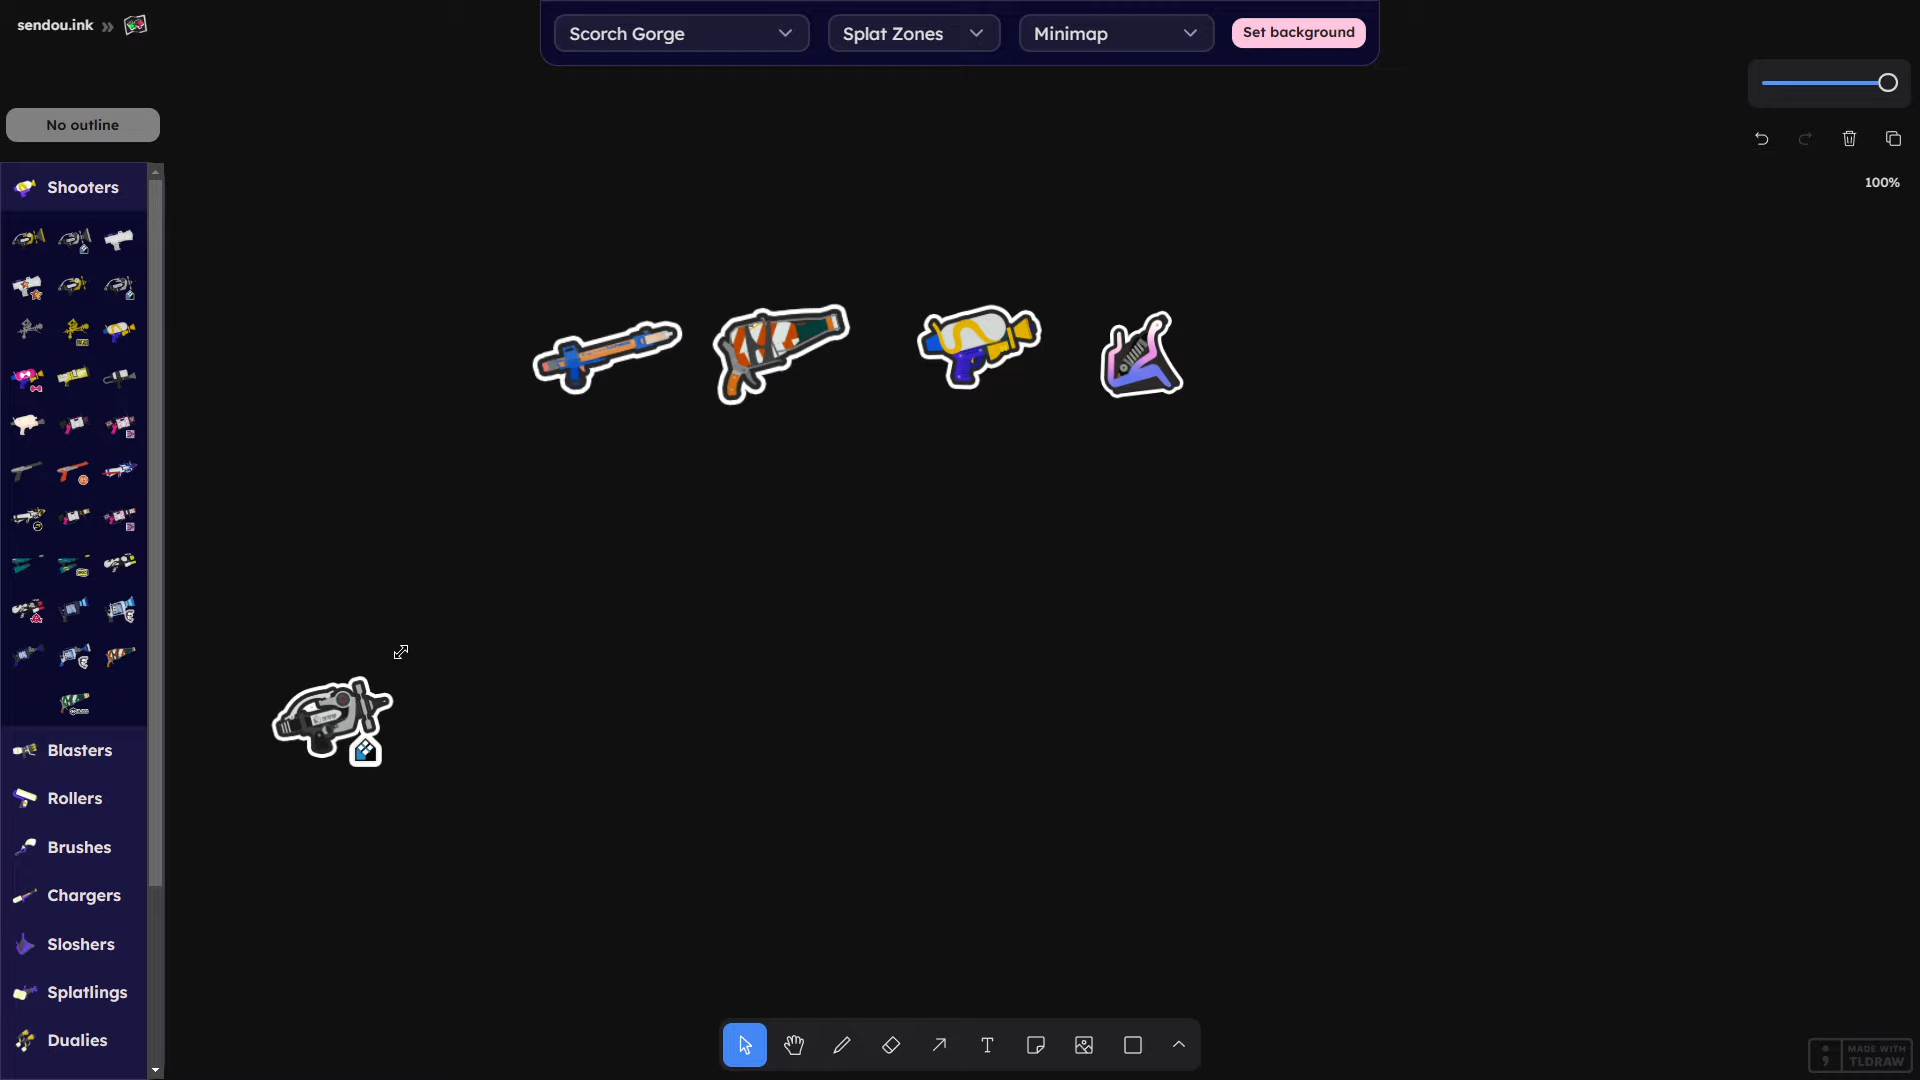 sendou.ink »
Scorch Gorge
Splat Zones
Minimap
Set background
No outline
100%
Shooters
Blasters
Rollers
Brushes
Chargers
Sloshers
Splatlings
Dualies
T
MADE WITH
TLDRAW